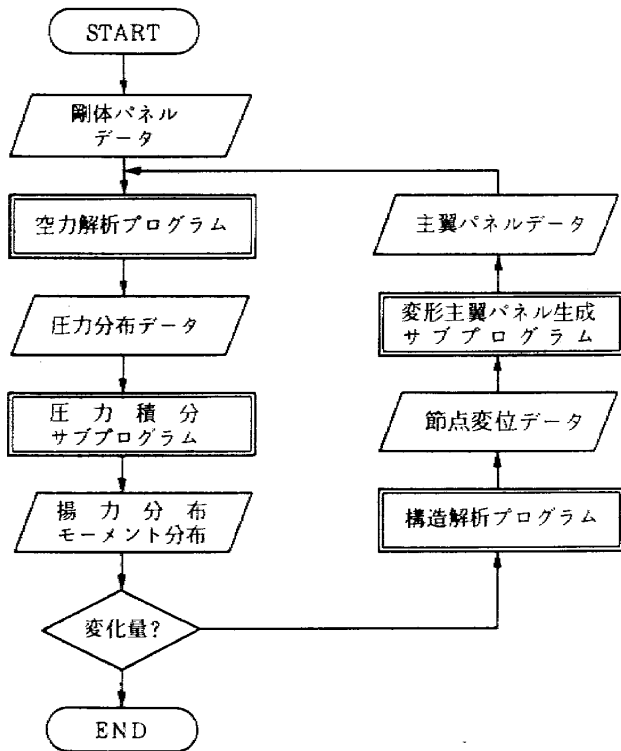 START
剛体パネル
データ
空力解析プログラム
圧力分布データ
圧力積分
サブプログラム
揚力分布
モーメント分布
変化量?
END
主翼パネルデータ
変形主翼パネル生成
サブプログラム
節点変位データ
構造解析プログラム